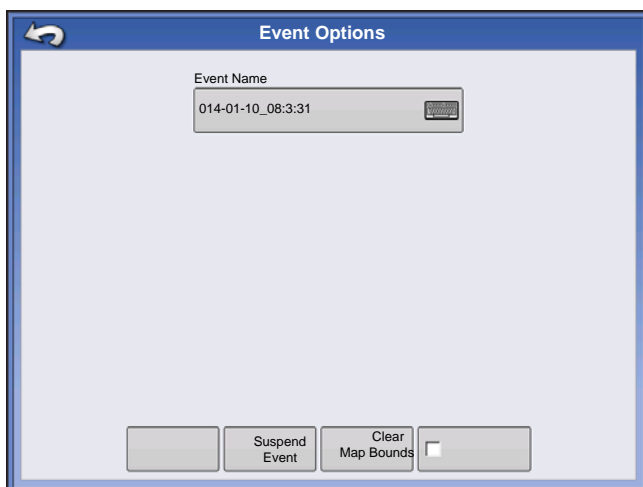 Event Options
Event Name
014-01-10_08:3:31
Suspend
Event
Clear
Map Bounds